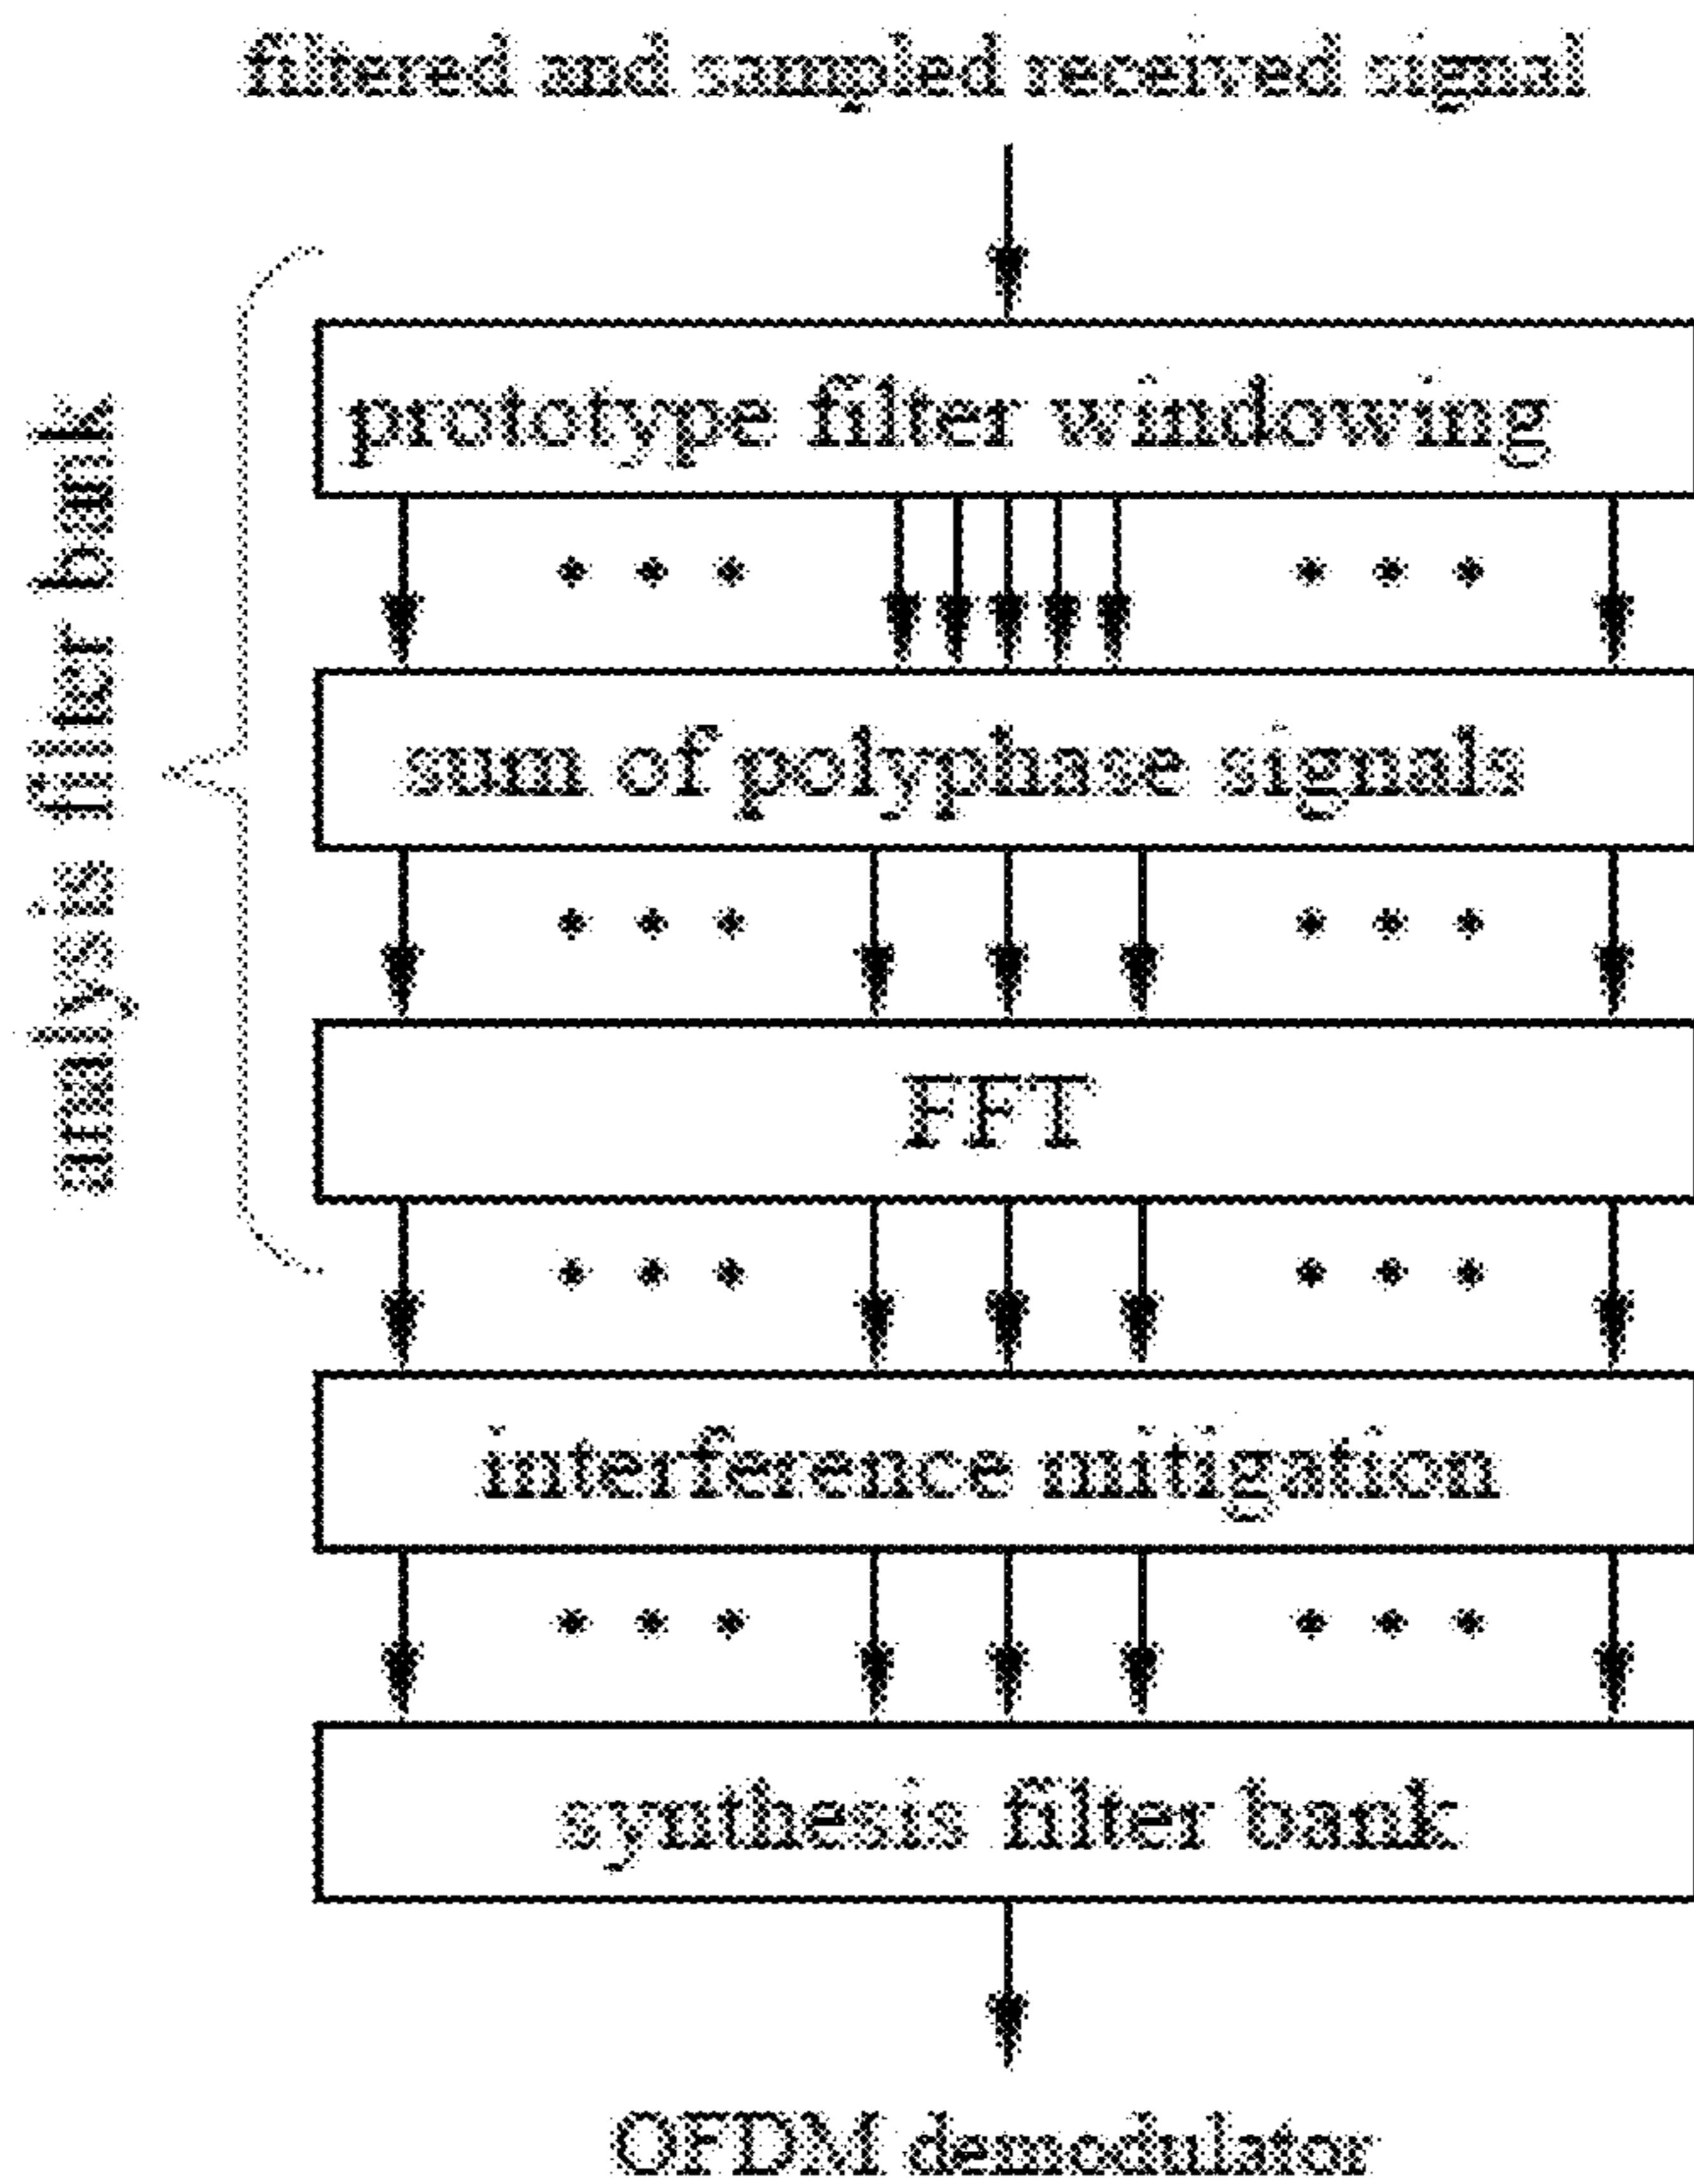 filtered and sampled received signal
analysis filter bank
prototype filter windowing
sum of polyphase signals
FFT
interference mitigation
synthesis filter bank
OFDM demodulator